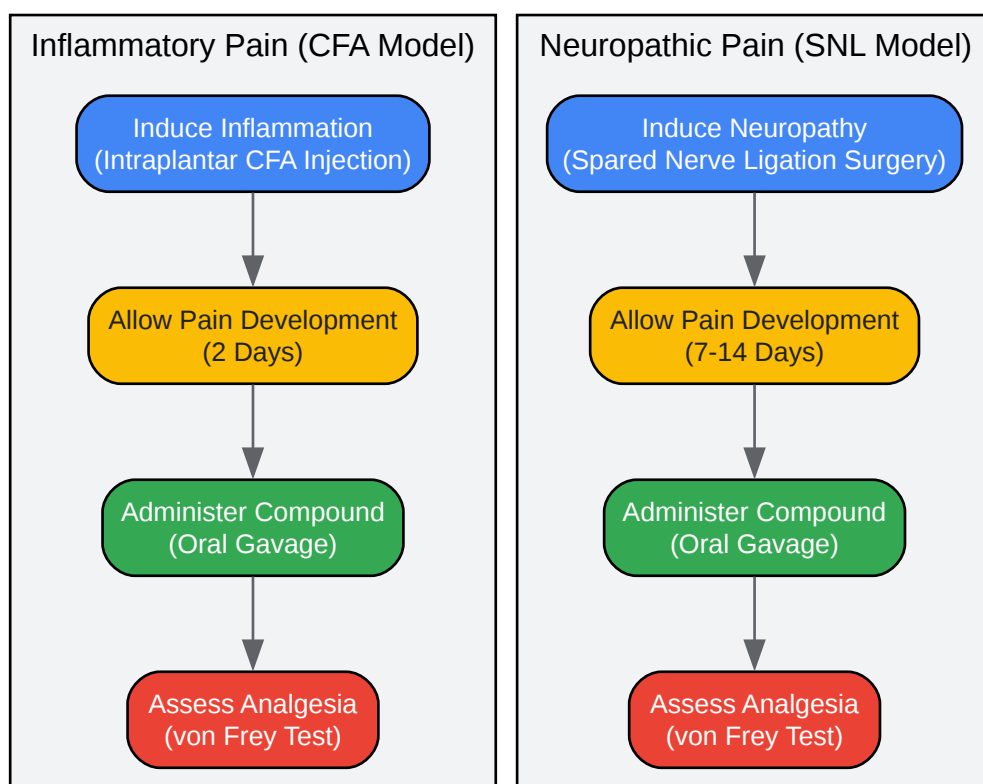 Inflammatory Pain (CFA Model)
Induce Inflammation
(Intraplantar CFA Injection)
Allow Pain Development
(2 Days)
Administer Compound
(Oral Gavage)
Assess Analgesia
(von Frey Test)
Neuropathic Pain (SNL Model)
Induce Neuropathy
(Spared Nerve Ligation Surgery)
Allow Pain Development
(7-14 Days)
Administer Compound
(Oral Gavage)
Assess Analgesia
(von Frey Test)